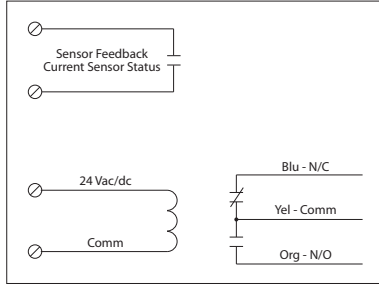 Sensor Feedback
Current Sensor Status
24 Vac/dc
Comm
Blu - N/C
Yel - Comm
Org - N/O